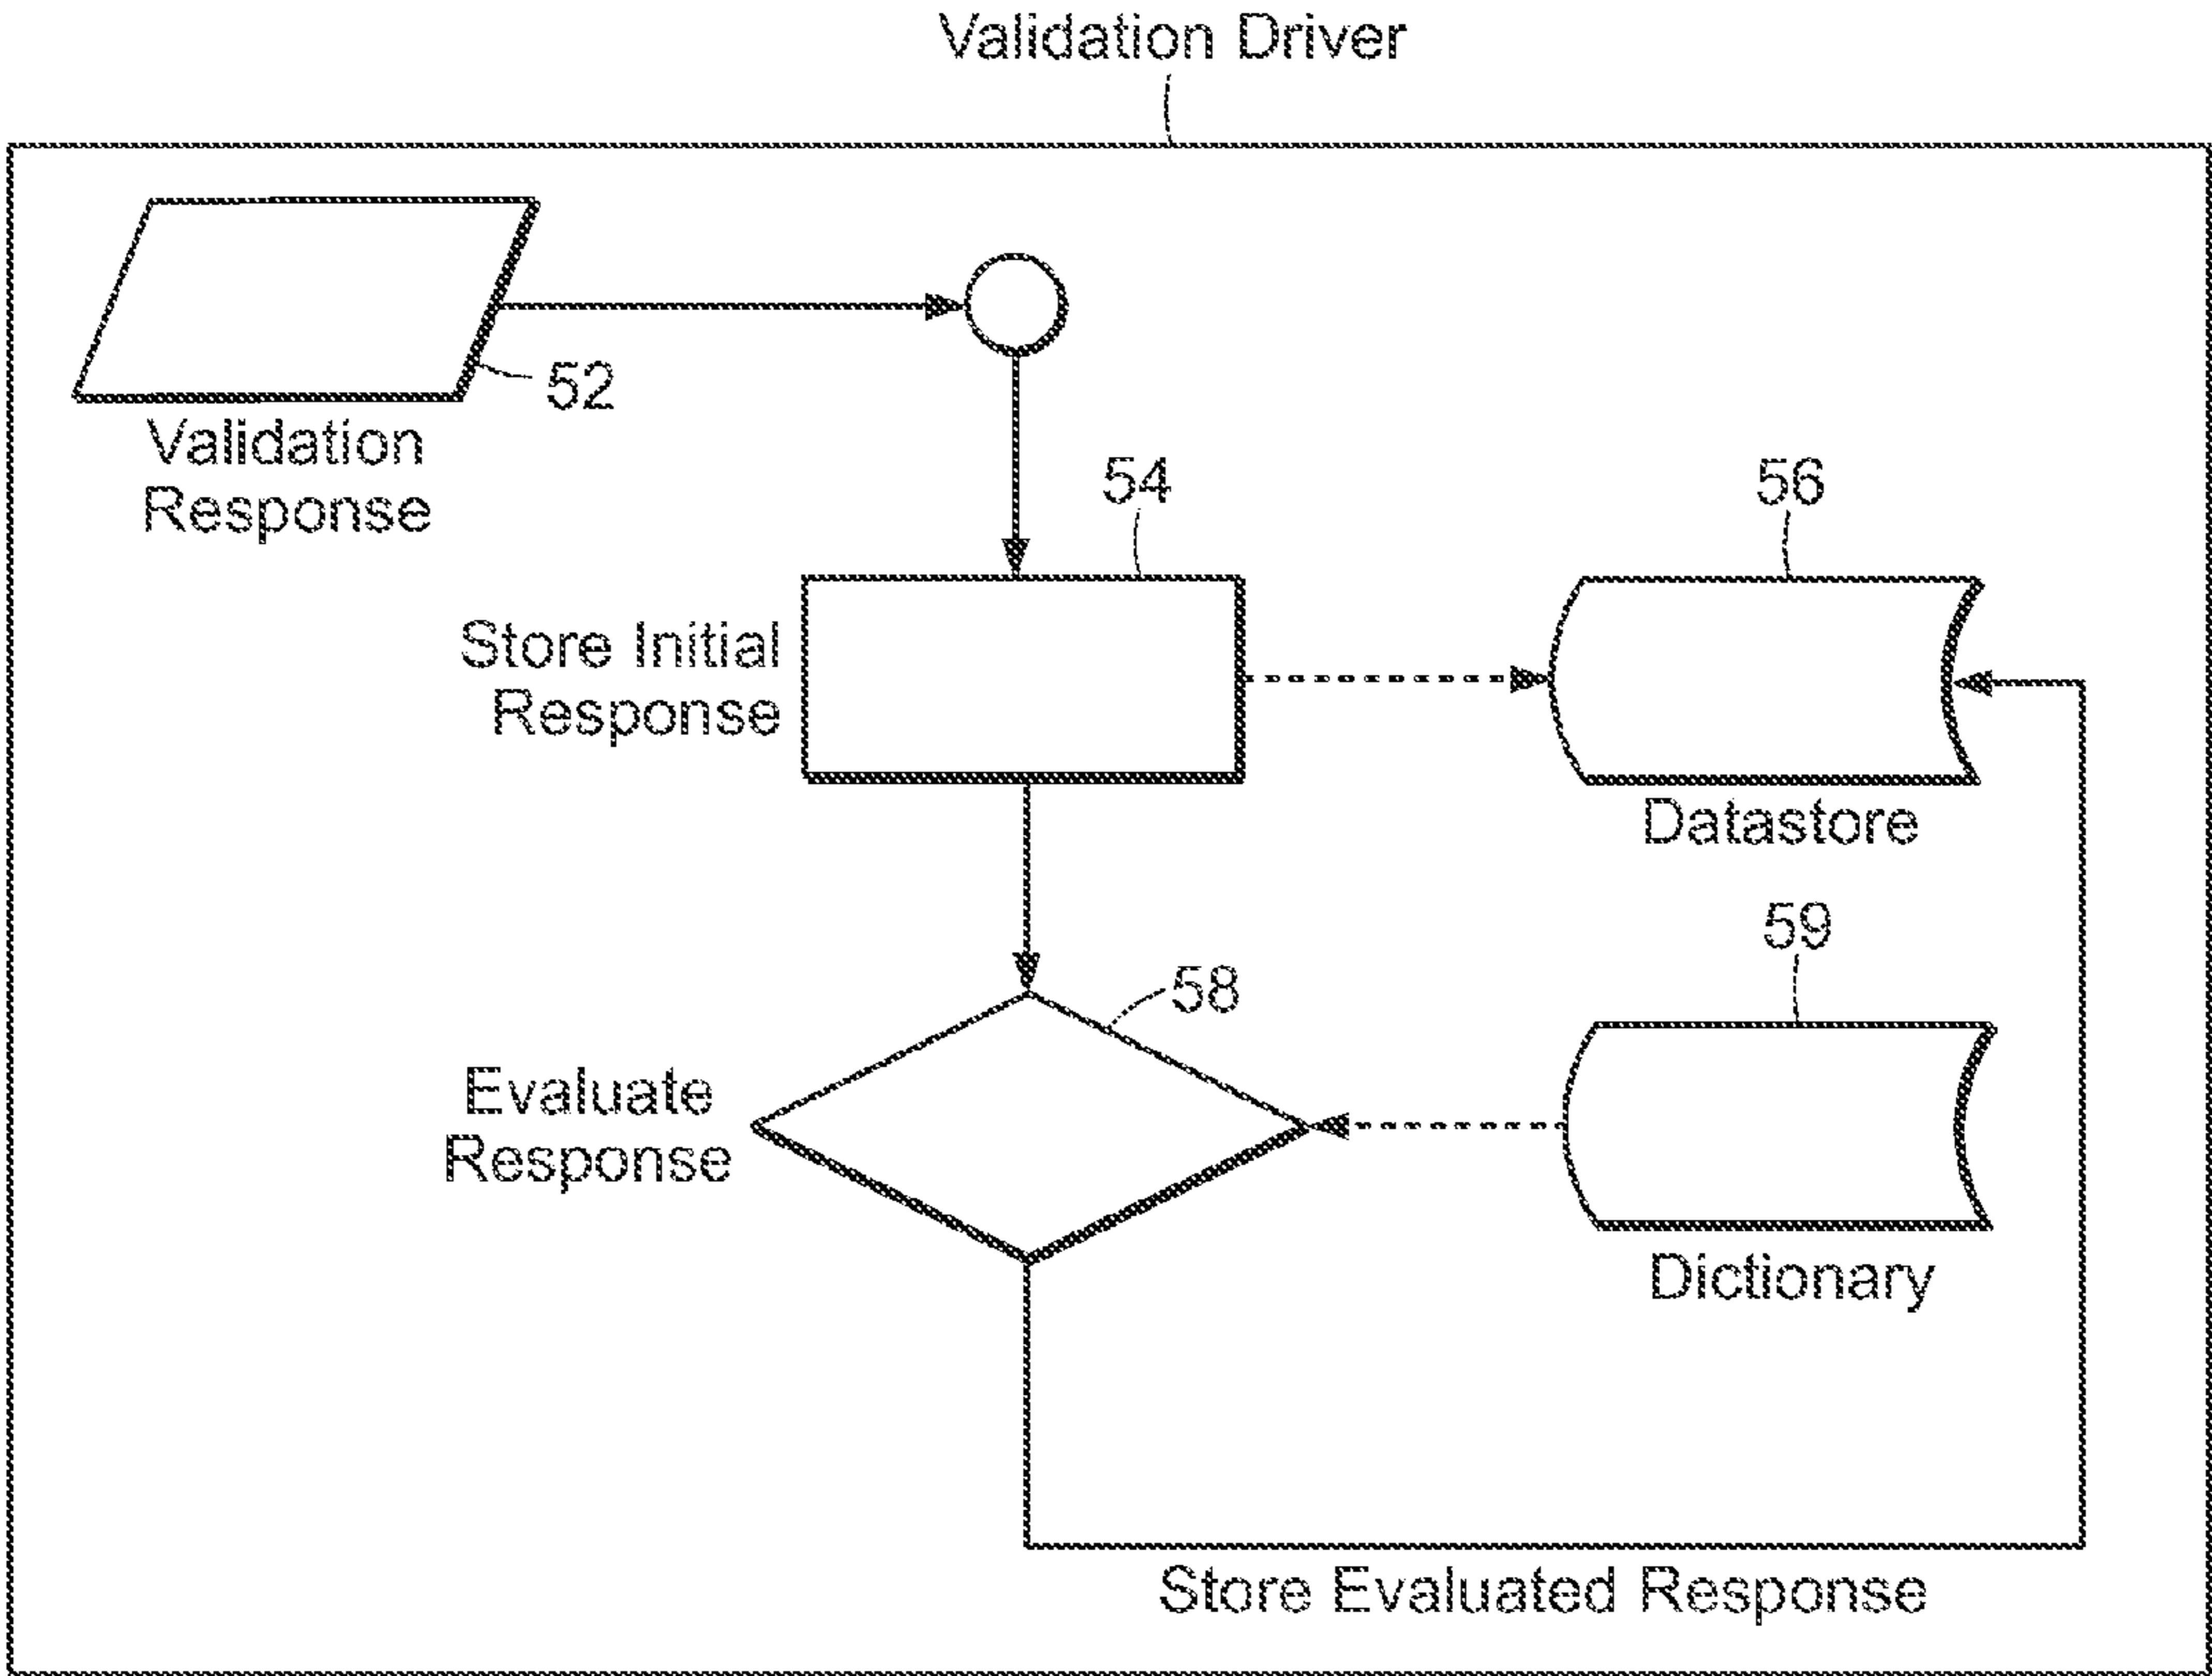 Validation Driver
52
Validation
Response
54
56
Store Initial
Response
Datastore
59
58
Evaluate
Response
Dictionary
Store Evaluated Response